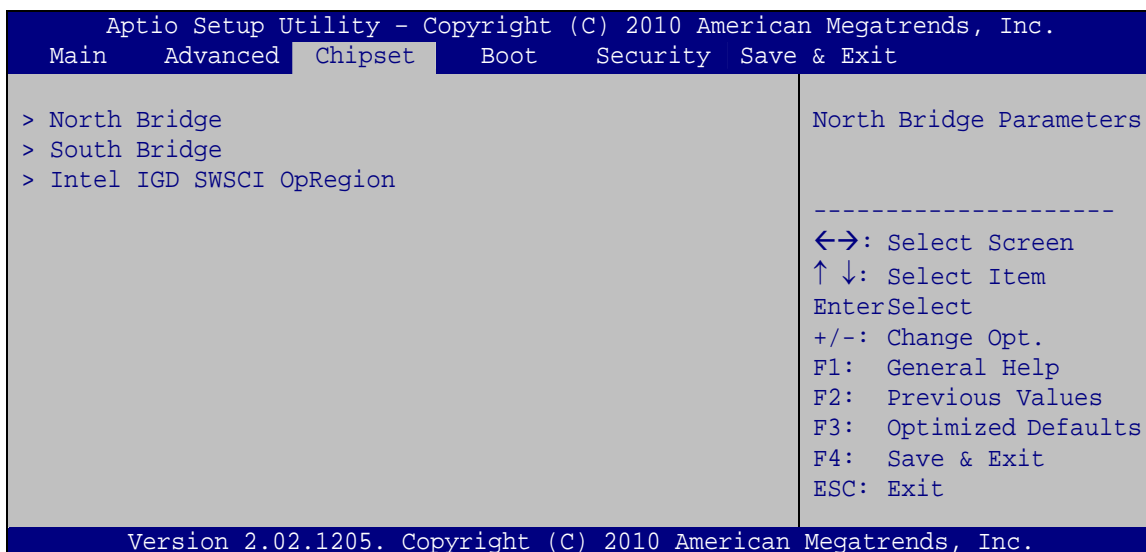 Aptio Setup Utility – Copyright (C) 2010 American Megatrends, Inc.
Main Advanced Chipset Boot Security Save & Exit
> North Bridge
> South Bridge
> Intel IGD SWSCI OpRegion
North Bridge Parameters
---------------------
←→: Select Screen
↑ ↓: Select Item
EnterSelect
+/-: Change Opt.
F1: General Help
F2: Previous Values
F3: Optimized Defaults
F4: Save & Exit
ESC: Exit
Version 2.02.1205. Copyright (C) 2010 American Megatrends, Inc.